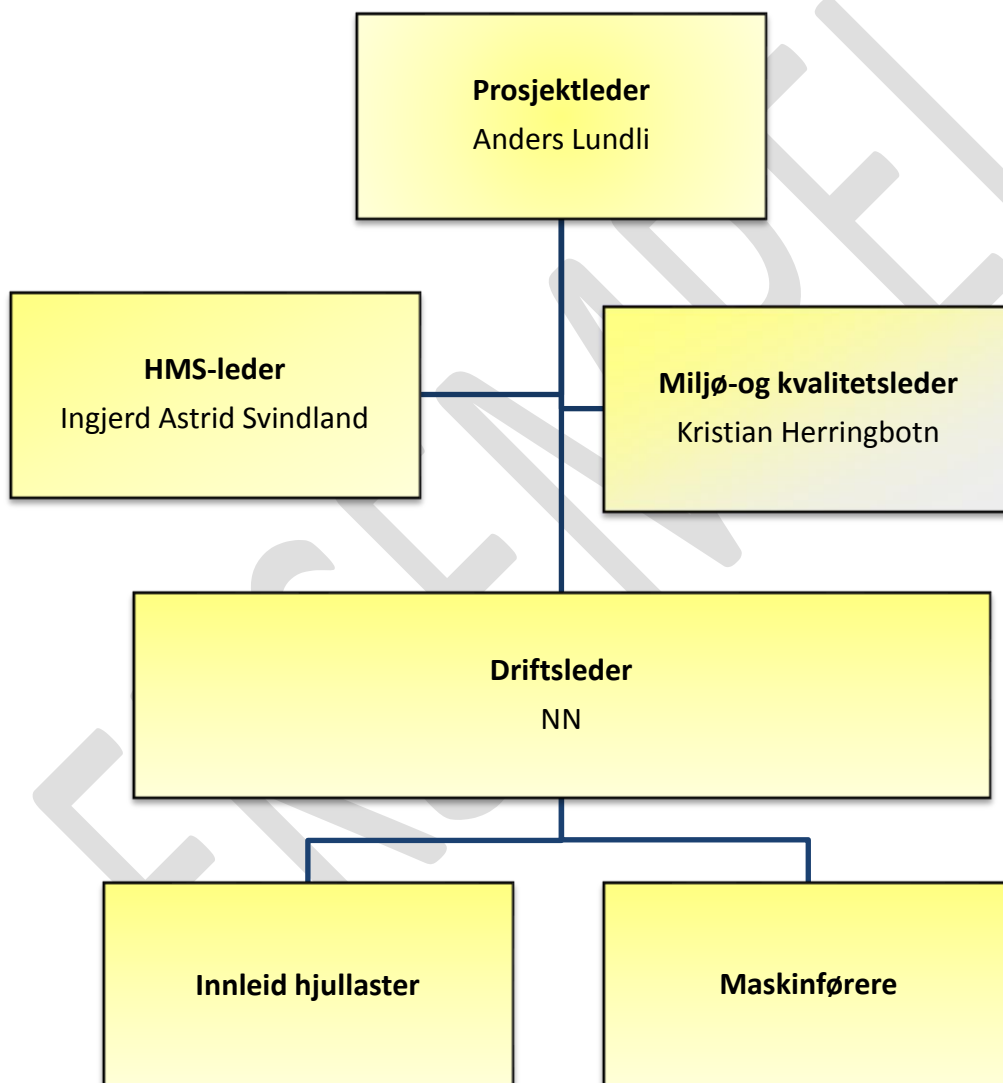 Prosjektleder
Anders Lundli
HMS-leder
Ingjerd Astrid Svindland
Miljø-og kvalitetsleder
Kristian Herringbotn
Driftsleder
NN
Innleid hjullaster
Maskinførere